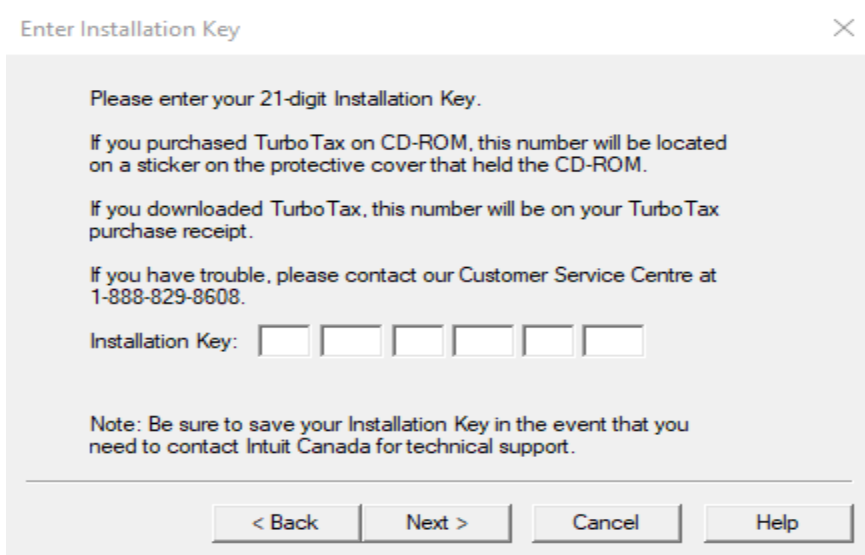 Enter Installation Key
Please enter your 21-digit Installation Key.
If you purchased TurboTax on CD-ROM, this number will be located
on a sticker on the protective cover that held the CD-ROM.
If you downloaded TurboTax, this number will be on your TurboTax
purchase receipt.
If you have trouble, please contact our Customer Service Centre at
1-888-829-8608.
Installation Key:
Note: Be sure to save your Installation Key in the event that you
need to contact Intuit Canada for technical support.
< Back Next > Cancel Help